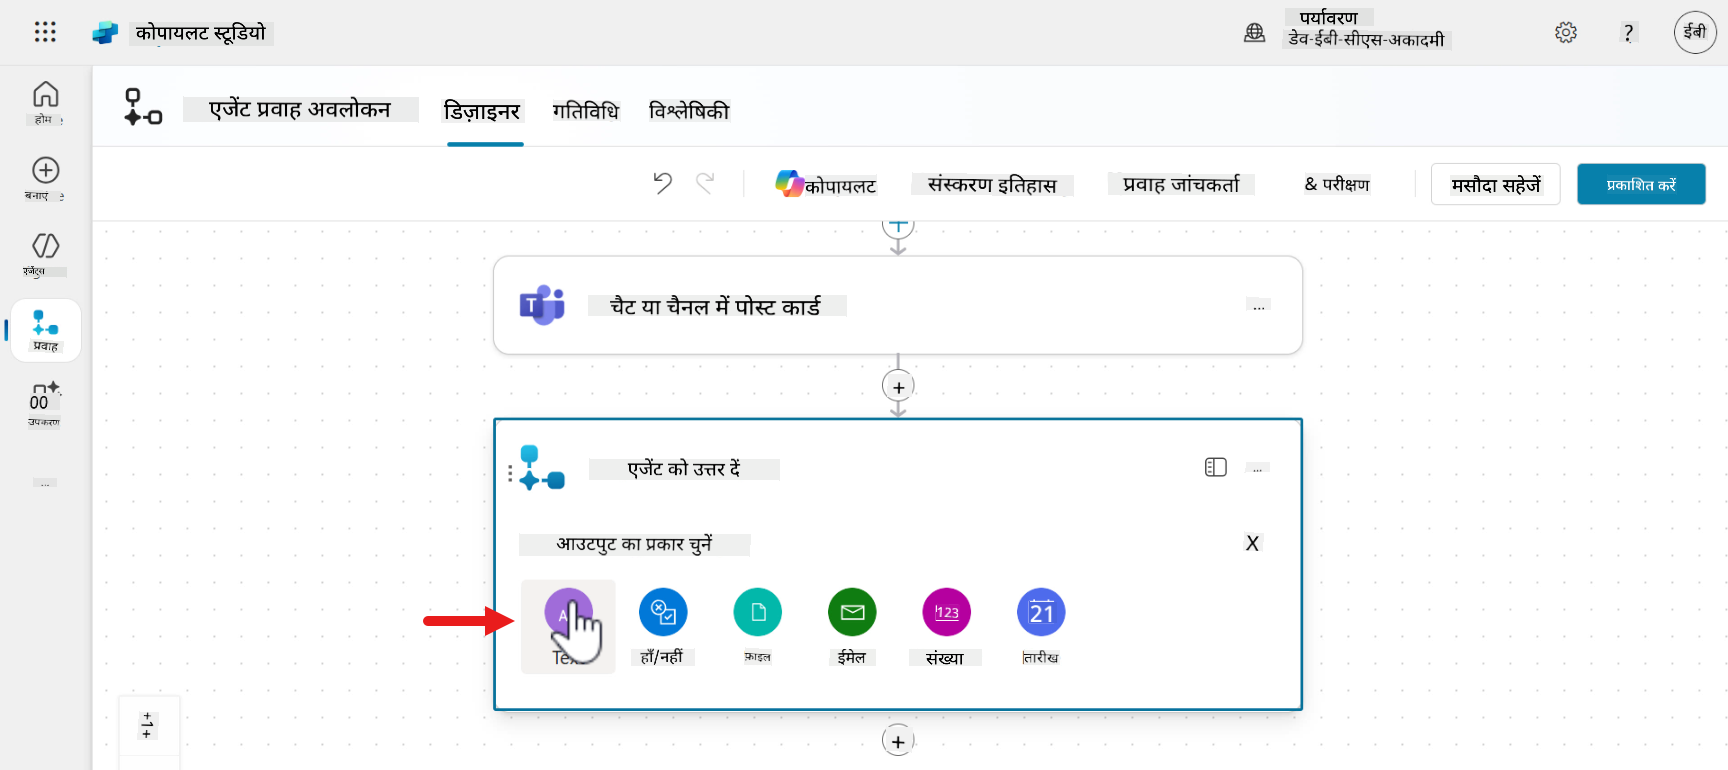 कोपायलट स्टूडियो
पर्यावरण
डेव-ईबी-सीएस-अकादमी
?
ईबी
होम
एजेंट प्रवाह अवलोकन
डिज़ाइनर
गतिविधि
विश्लेषिकी
बनाएं
कोपायलट
संस्करण इतिहास
प्रवाह जांचकर्ता
& परीक्षण
मसौदा सहेजें
प्रकाशित करें
एजेंट्स
चैट या चैनल में पोस्ट कार्ड
...
प्रवाह
उपकरण
...
एजेंट को उत्तर दें
...
आउटपुट का प्रकार चुनें
X
123
21
हाँ/नहीं
फ़ाइल
ईमेल
संख्या
तारीख